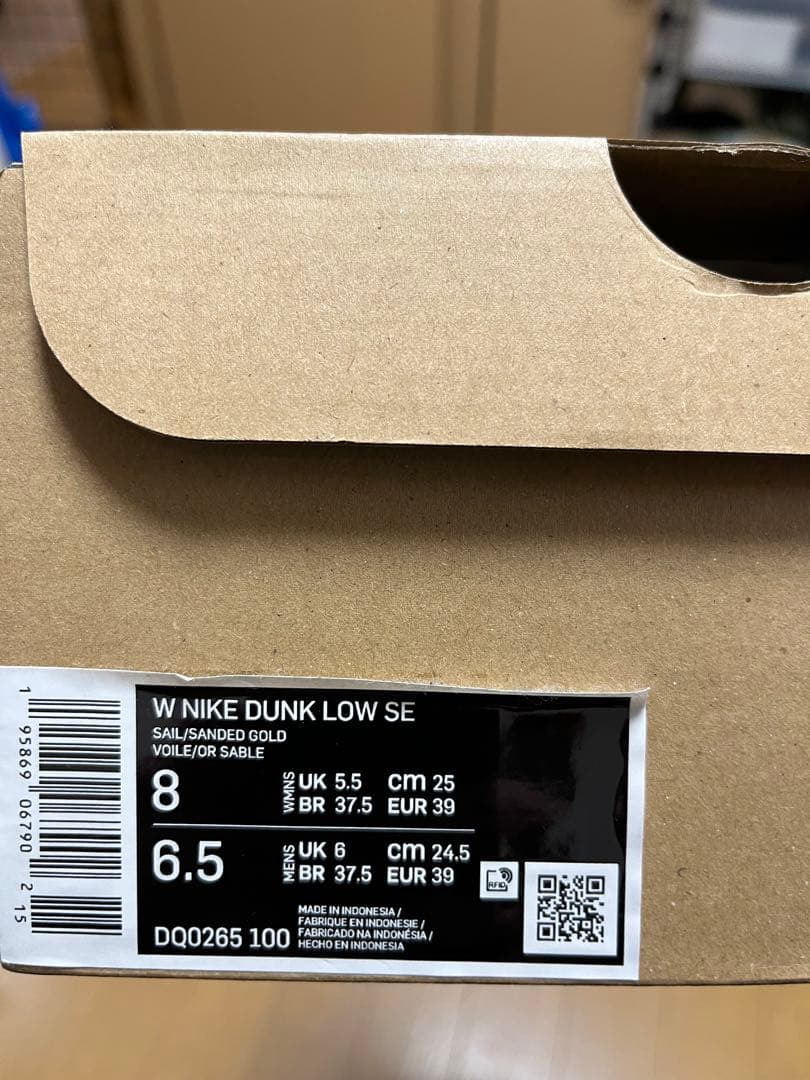 W NIKE DUNK LOW SE
SAIL/SANDED GOLD
VOILE/OR SABLE
8
WMNS
UK 5.5 cm 25
BR 37.5 EUR 39
6.5
MENS
UK 6 cm 24.5
BR 37.5 EUR 39
RFID
DQ0265 100
MADE IN INDONESIA /
FABRIQUE EN INDONESIE /
FABRICADO NA INDONÉSIA /
HECHO EN INDONESIA
1 95869 06790 2 15